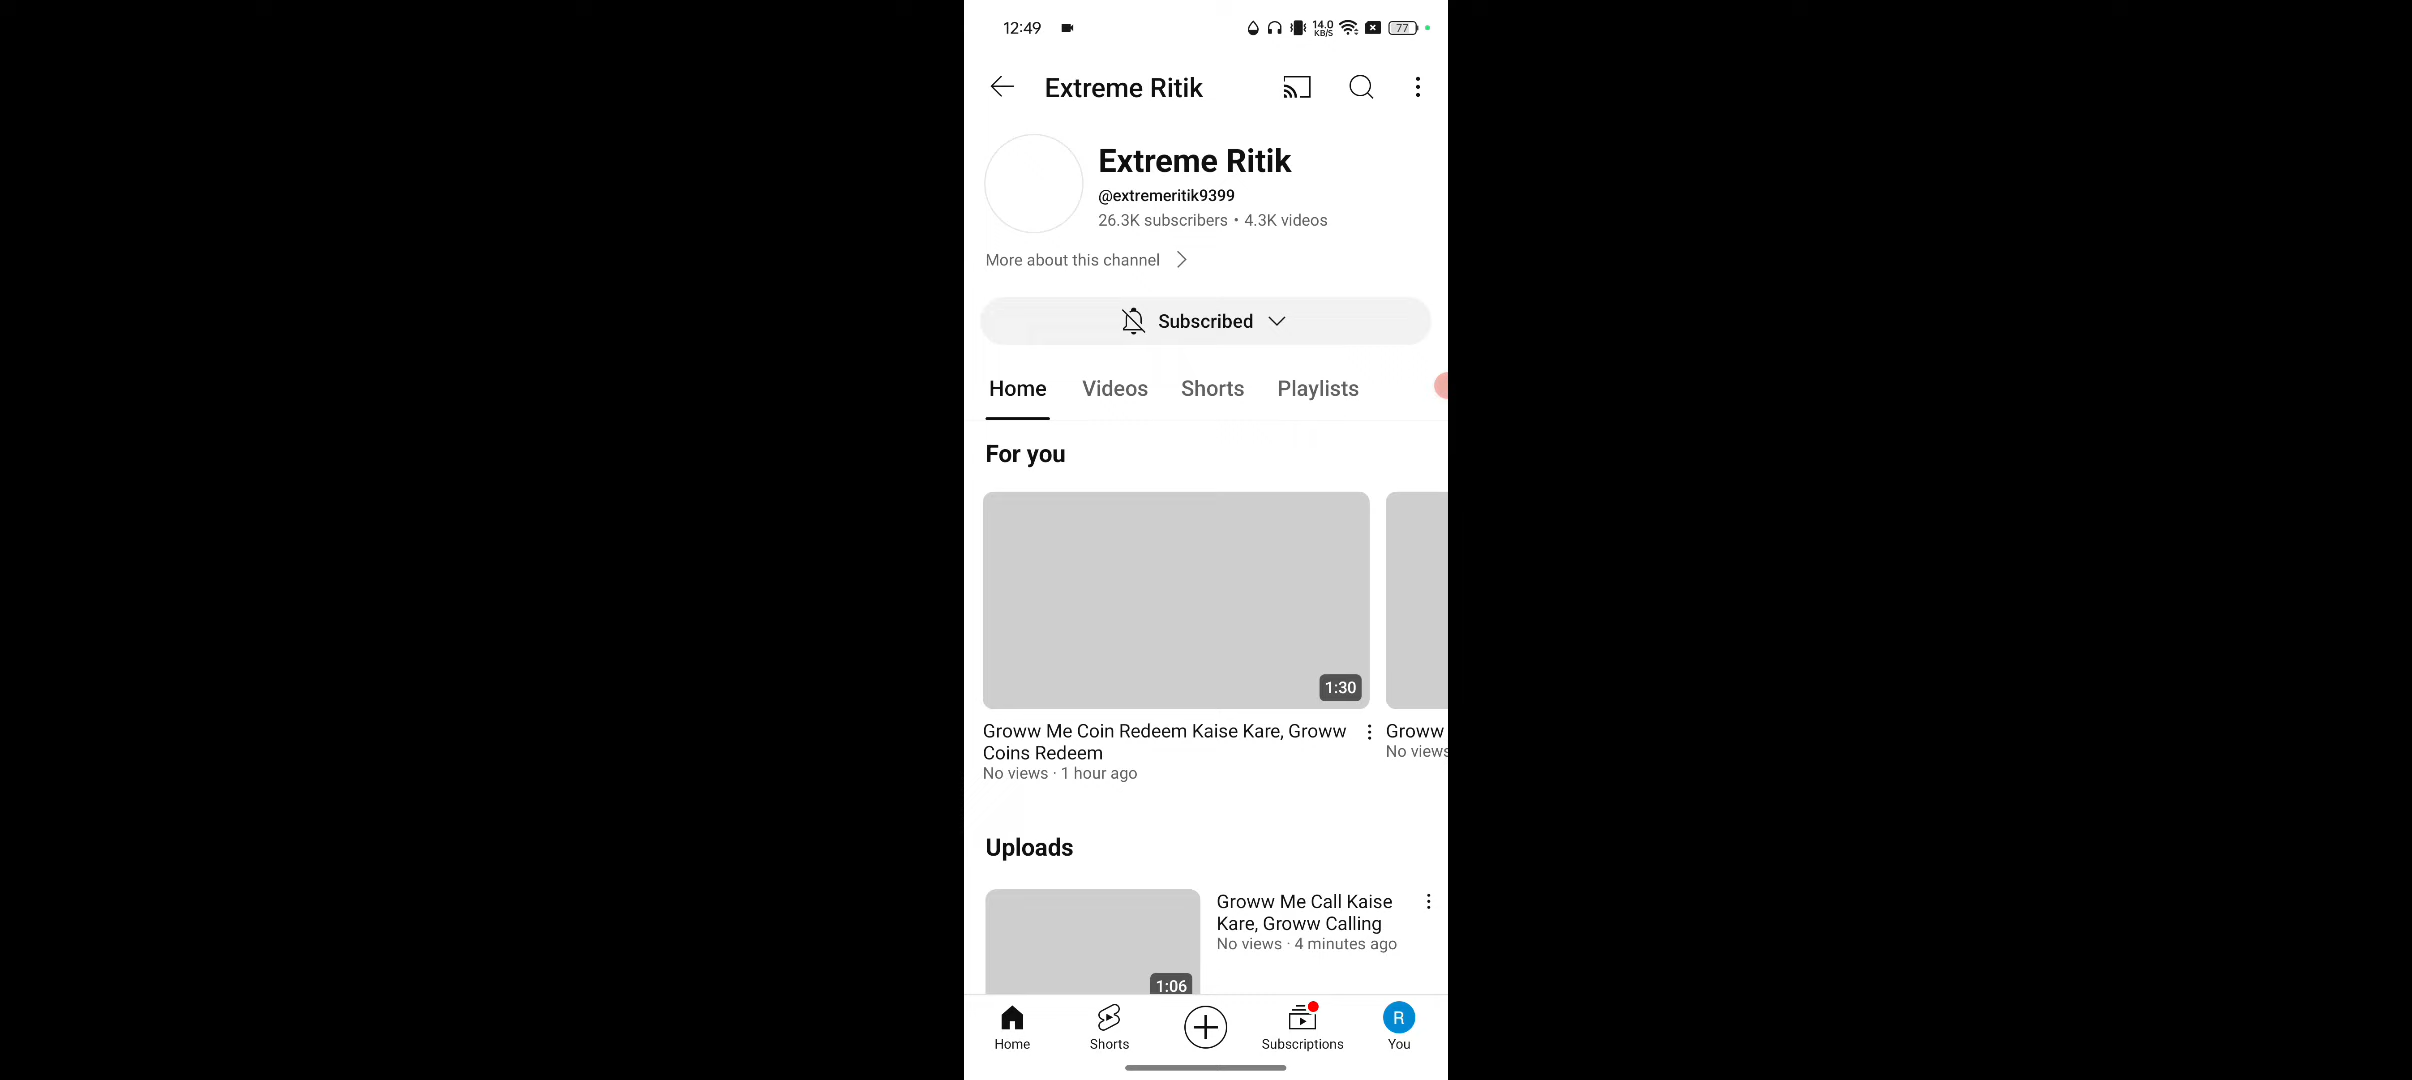 12:49
14.0
KB/S
77
Extreme Ritik
Extreme Ritik
@extremeritik9399
26.3K subscribers • 4.3K videos
More about this channel
Subscribed
Home Videos Shorts Playlists
For you
1:30
Groww Me Coin Redeem Kaise Kare, Groww
Coins Redeem
No views · 1 hour ago
Groww
No views
Uploads
Groww Me Call Kaise
Kare, Groww Calling
No views · 4 minutes ago
1:06
Home
Shorts
Subscriptions
R
You